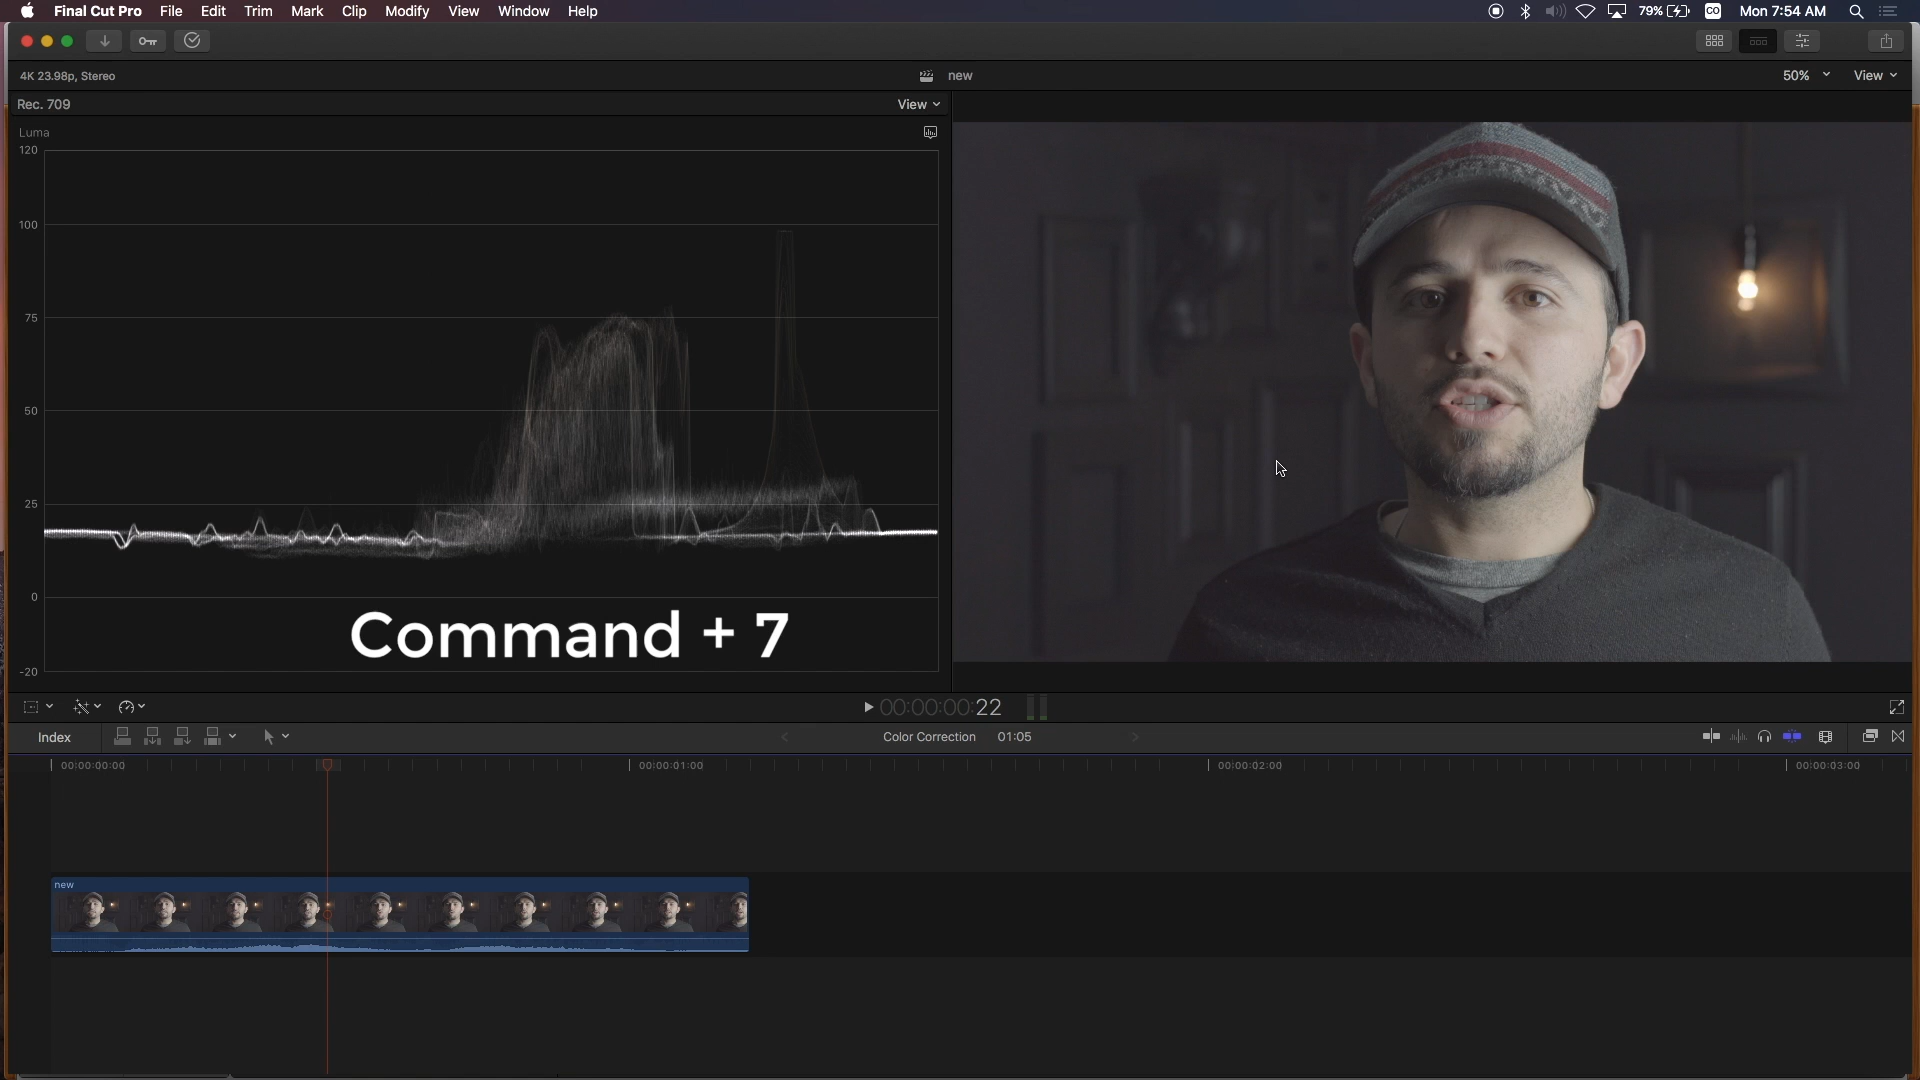 Final Cut Pro File Edit Trim Mark Clip Modify View Window Help 79% CO Mon 7:54 AM
4K 23.98p, Stereo new 50% View
Rec. 709 View
Luma
120
100
75
50
25
0
-20
Command + 7
00:00:00:22
Index Color Correction 01:05
00:00:00:00 00:00:01:00 00:00:02:00 00:00:03:00
new